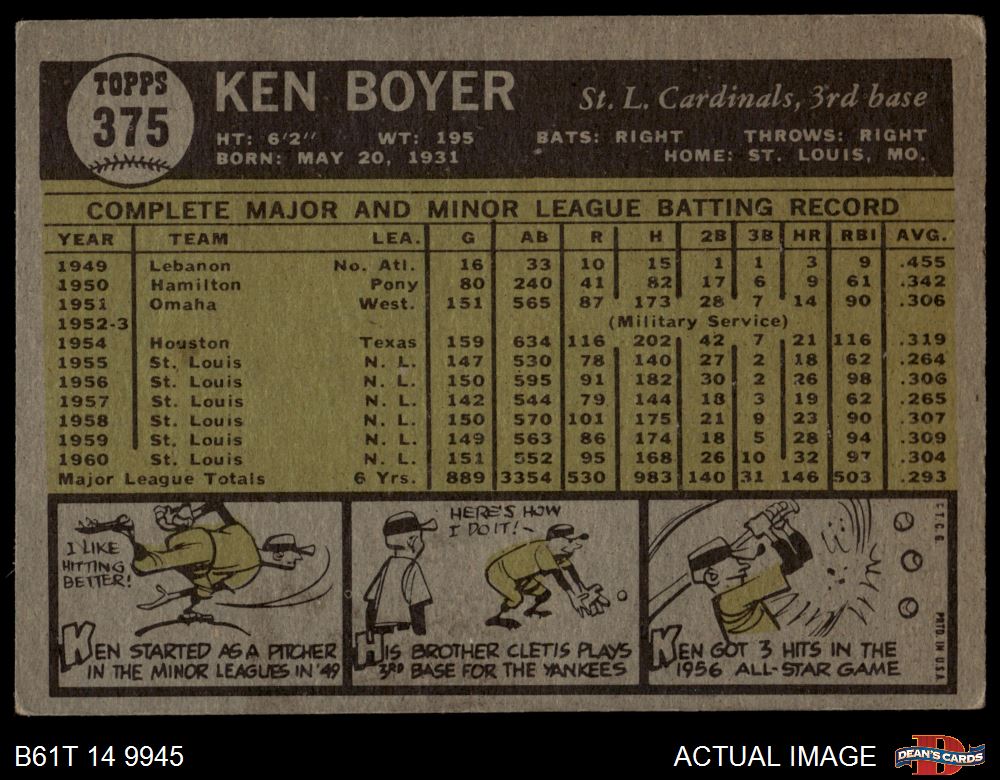 TOPPS
375
KEN BOYER
St. L. Cardinals, 3rd base
HT: 6'2" WT: 195 BATS: RIGHT THROWS: RIGHT
BORN: MAY 20, 1931 HOME: ST. LOUIS, MO.
COMPLETE MAJOR AND MINOR LEAGUE BATTING RECORD
YEAR TEAM LEA. G AB R H 2B 3B HR RBI AVG.
1949 Lebanon No. Atl. 16 33 10 15 1 1 3 9 .455
1950 Hamilton Pony 80 240 41 82 17 6 9 61 .342
1951 Omaha West. 151 565 87 173 28 7 14 90 .306
1952-3 (Military Service)
1954 Houston Texas 159 634 116 202 42 7 21 116 .319
1955 St. Louis N. L. 147 530 78 140 27 2 18 62 .264
1956 St. Louis N. L. 150 595 91 182 30 2 26 98 .306
1957 St. Louis N. L. 142 544 79 144 18 3 19 62 .265
1958 St. Louis N. L. 150 570 101 175 21 9 23 90 .307
1959 St. Louis N. L. 149 563 86 174 18 5 28 94 .309
1960 St. Louis N. L. 151 552 95 168 26 10 32 97 .304
Major League Totals 6 Yrs. 889 3354 530 983 140 31 146 503 .293
I LIKE
HITTING
BETTER!
KEN STARTED AS A PITCHER
IN THE MINOR LEAGUES IN '49
HERE'S HOW
I DO IT!
HIS BROTHER CLETIS PLAYS
3RD BASE FOR THE YANKEES
KEN GOT 3 HITS IN THE
1956 ALL-STAR GAME
©T.C.G.
PRTD. IN U.S.A.
B61T 14 9945
ACTUAL IMAGE
DEAN'S CARDS